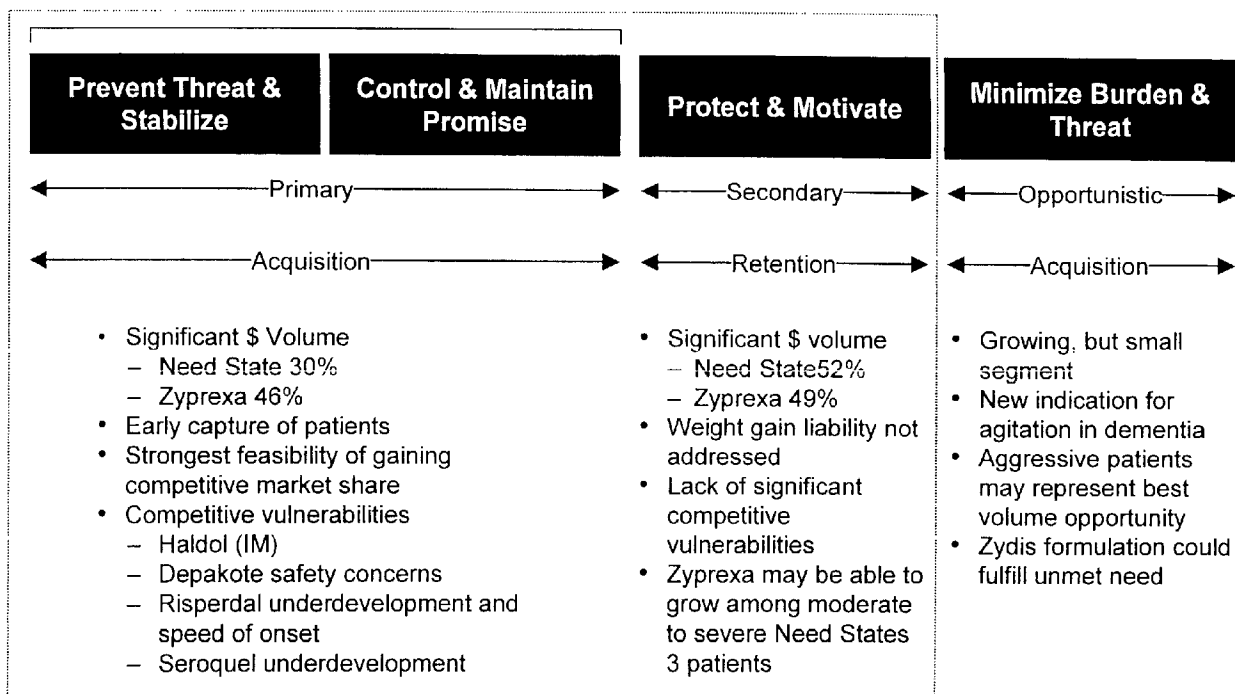 Prevent Threat &
Stabilize
Control & Maintain
Promise
Protect & Motivate
Minimize Burden &
Threat
Primary
Secondary
Opportunistic
Acquisition
Retention
Acquisition
• Significant $ Volume
– Need State 30%
– Zyprexa 46%
• Early capture of patients
• Strongest feasibility of gaining
competitive market share
• Competitive vulnerabilities
– Haldol (IM)
– Depakote safety concerns
– Risperdal underdevelopment and
speed of onset
– Seroquel underdevelopment
• Significant $ volume
– Need State52%
– Zyprexa 49%
• Weight gain liability not
addressed
• Lack of significant
competitive
vulnerabilities
• Zyprexa may be able to
grow among moderate
to severe Need States
3 patients
• Growing, but small
segment
• New indication for
agitation in dementia
• Aggressive patients
may represent best
volume opportunity
• Zydis formulation could
fulfill unmet need